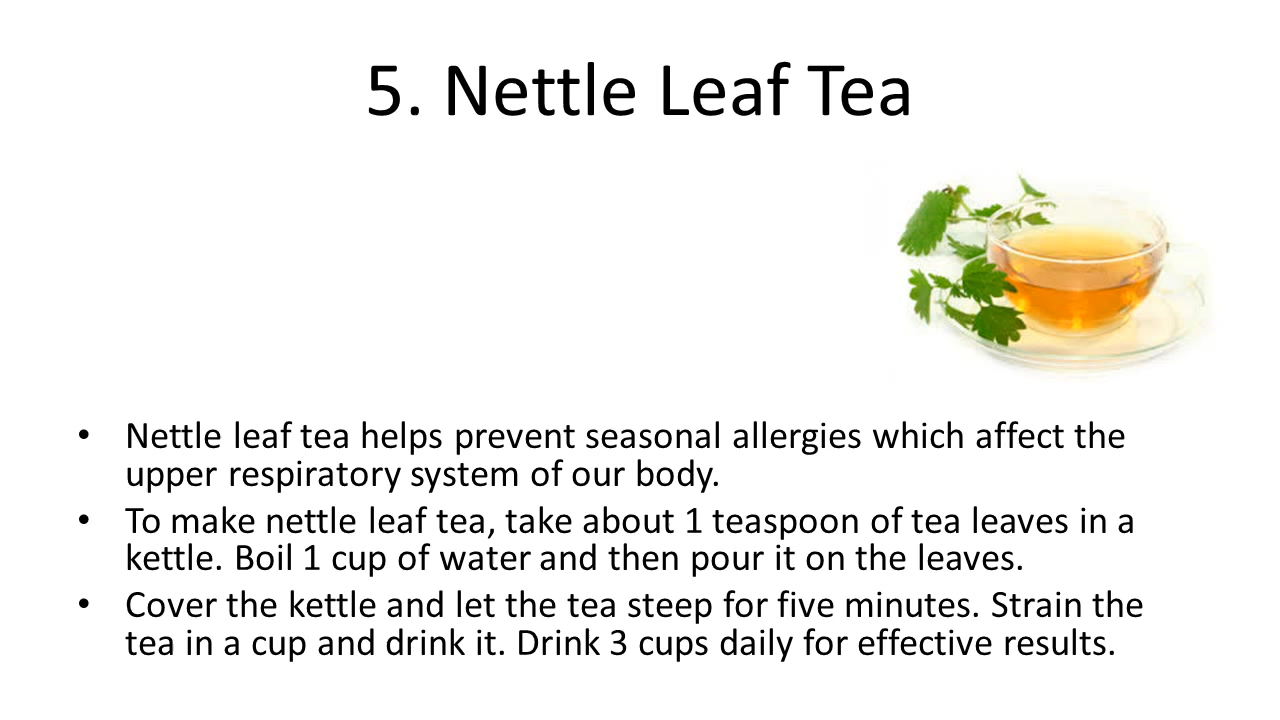 5. Nettle Leaf Tea
• Nettle leaf tea helps prevent seasonal allergies which affect the
upper respiratory system of our body.
• To make nettle leaf tea, take about 1 teaspoon of tea leaves in a
kettle. Boil 1 cup of water and then pour it on the leaves.
• Cover the kettle and let the tea steep for five minutes. Strain the
tea in a cup and drink it. Drink 3 cups daily for effective results.